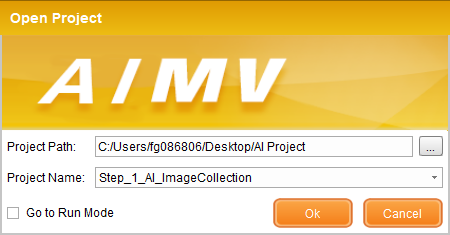 Open Project
AIMV
Project Path: C:/Users/fg086806/Desktop/AI Project ...
Project Name: Step_1_AI_ImageCollection
Go to Run Mode Ok Cancel